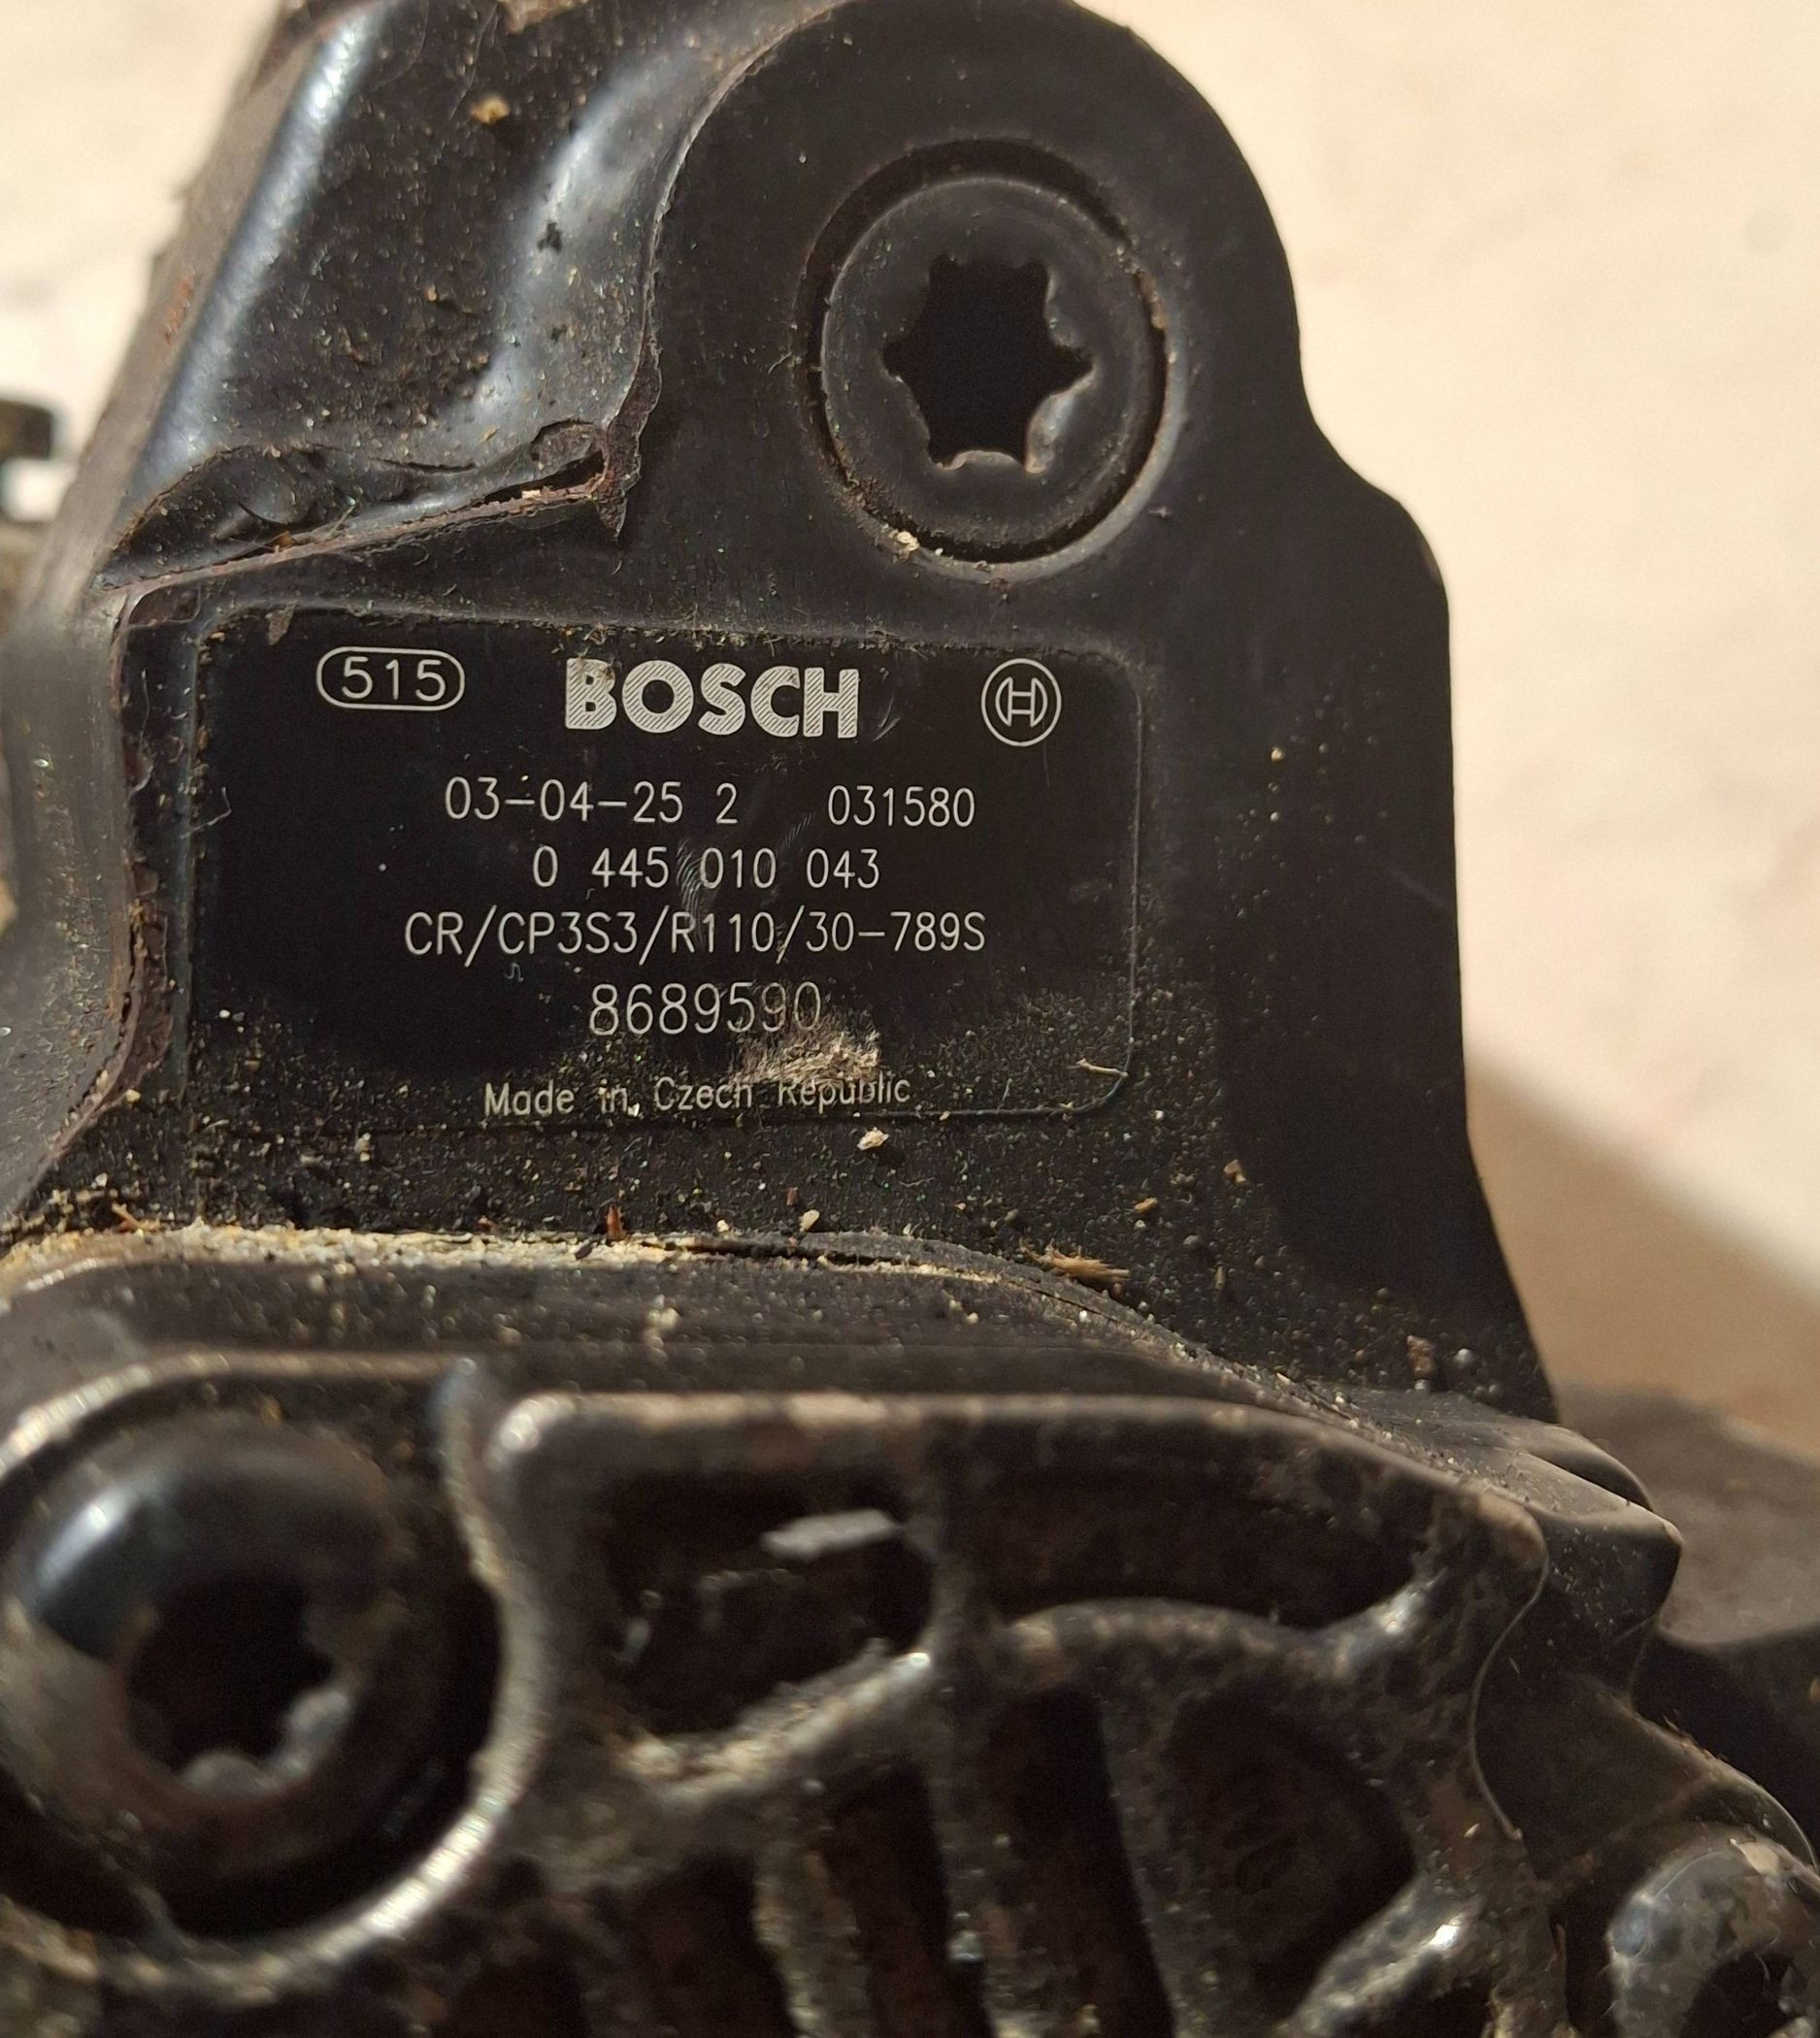 515 BOSCH H
03-04-25 2 031580
0 445 010 043
CR/CP3S3/R110/30-789S
8689590
Made in Czech Republic